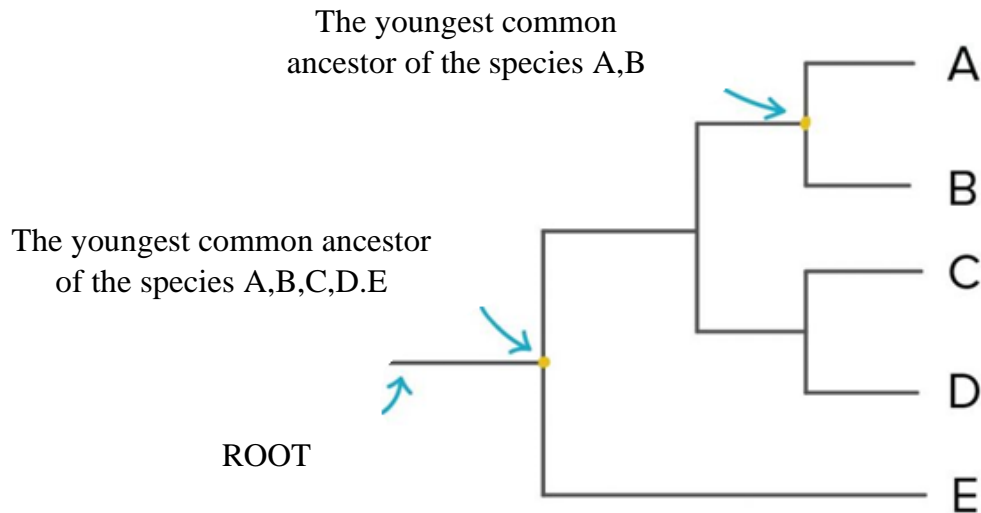 The youngest common
ancestor of the species A,B
A
B
The youngest common ancestor
of the species A,B,C,D.E
C
D
ROOT
E